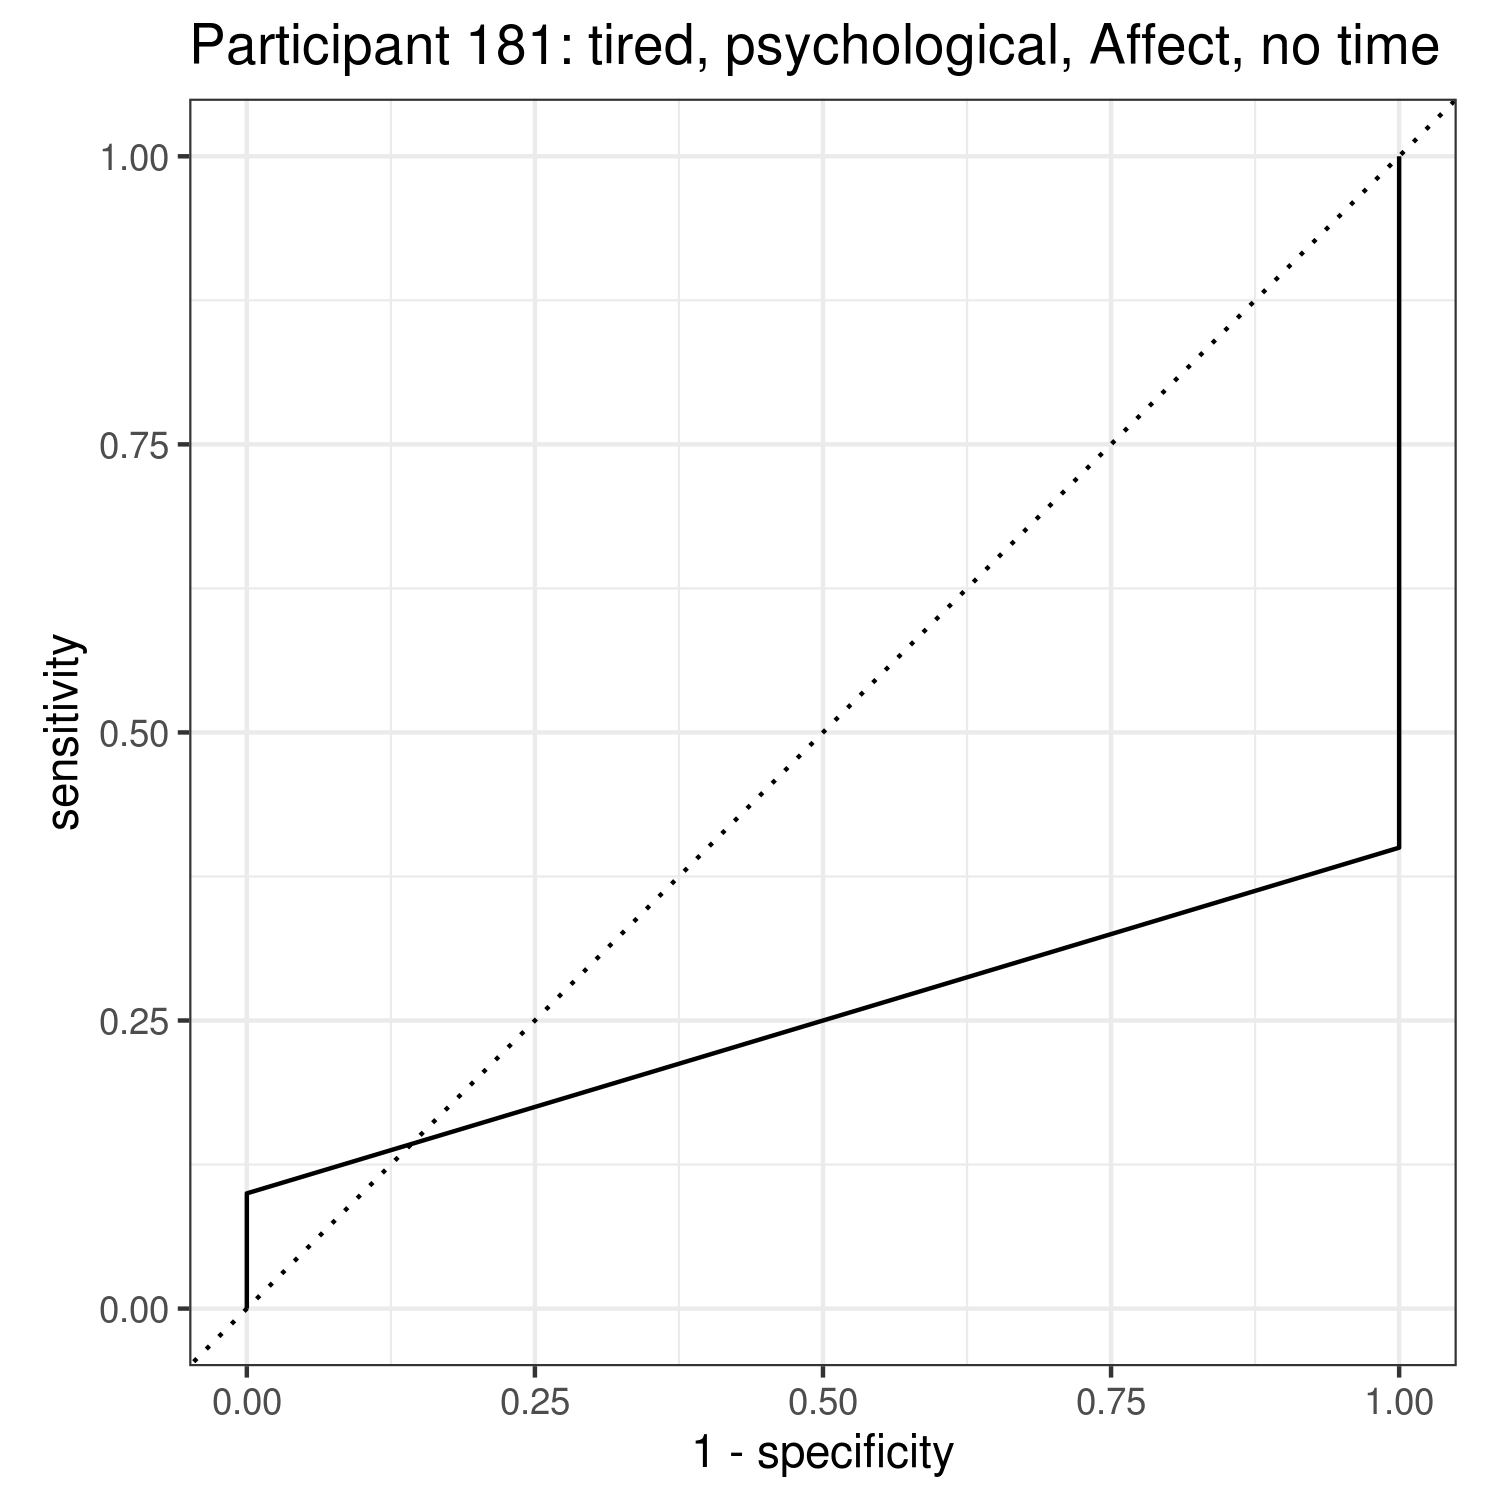 Participant 181: tired, psychological, Affect, no time
1.00
0.75
0.50
0.25
0.00
sensitivity
0.00 0.25 0.50 0.75 1.00
1 - specificity